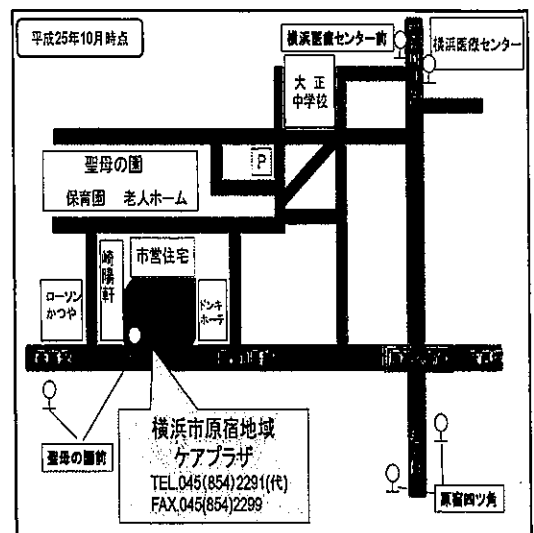 平成25年10月時点
横浜医療センター前
横浜医療センター
大正
中学校
聖母の園
保育園 老人ホーム
P
崎陽軒
市営住宅
ローソン
かつや
ドンキ
ホーテ
聖母の園前
横浜市原宿地域
ケアプラザ
TEL.045(854)2291(代)
FAX.045(854)2299
原宿四ツ角